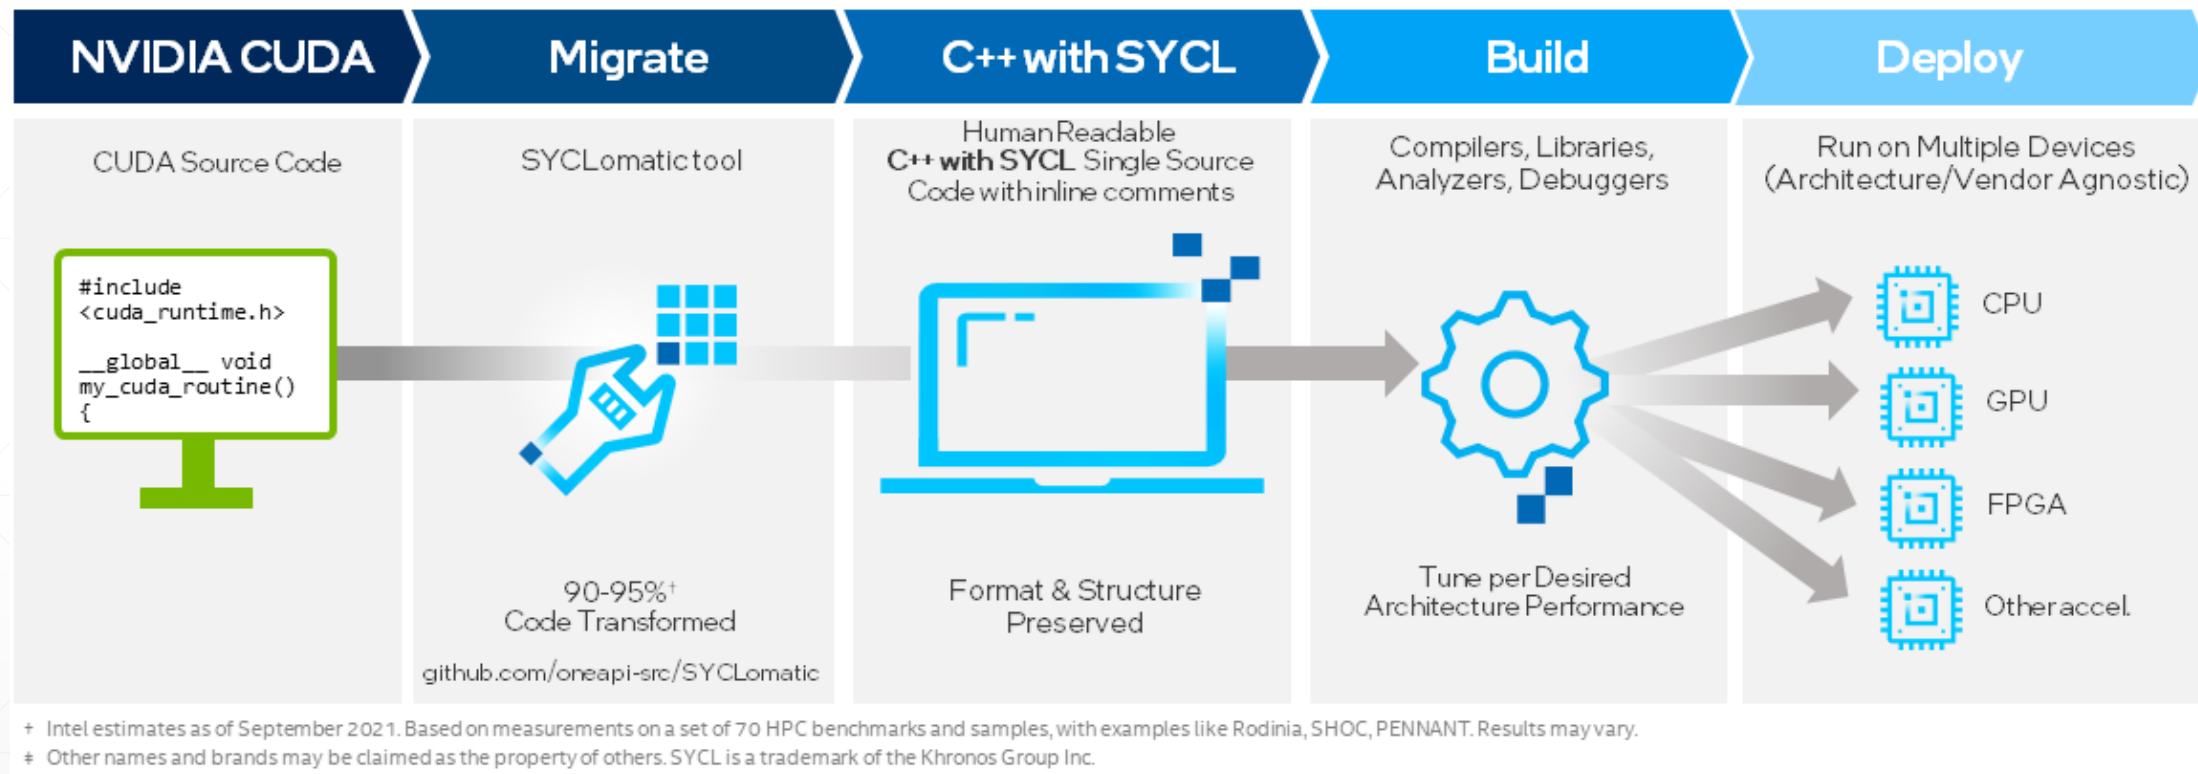 NVIDIA CUDA
Migrate
C++ with SYCL
Build
Deploy
CUDA Source Code
#include
<cuda_runtime.h>
__global__ void
my_cuda_routine()
{
SYCLomatic tool
90-95%†
Code Transformed
github.com/oneapi-src/SYCLomatic
Human Readable
C++ with SYCL Single Source
Code with inline comments
Format & Structure
Preserved
Compilers, Libraries,
Analyzers, Debuggers
Tune per Desired
Architecture Performance
Run on Multiple Devices
(Architecture/Vendor Agnostic)
CPU
GPU
FPGA
Other accel.
† Intel estimates as of September 2021. Based on measurements on a set of 70 HPC benchmarks and samples, with examples like Rodinia, SHOC, PENNANT. Results may vary.
‡ Other names and brands may be claimed as the property of others. SYCL is a trademark of the Khronos Group Inc.